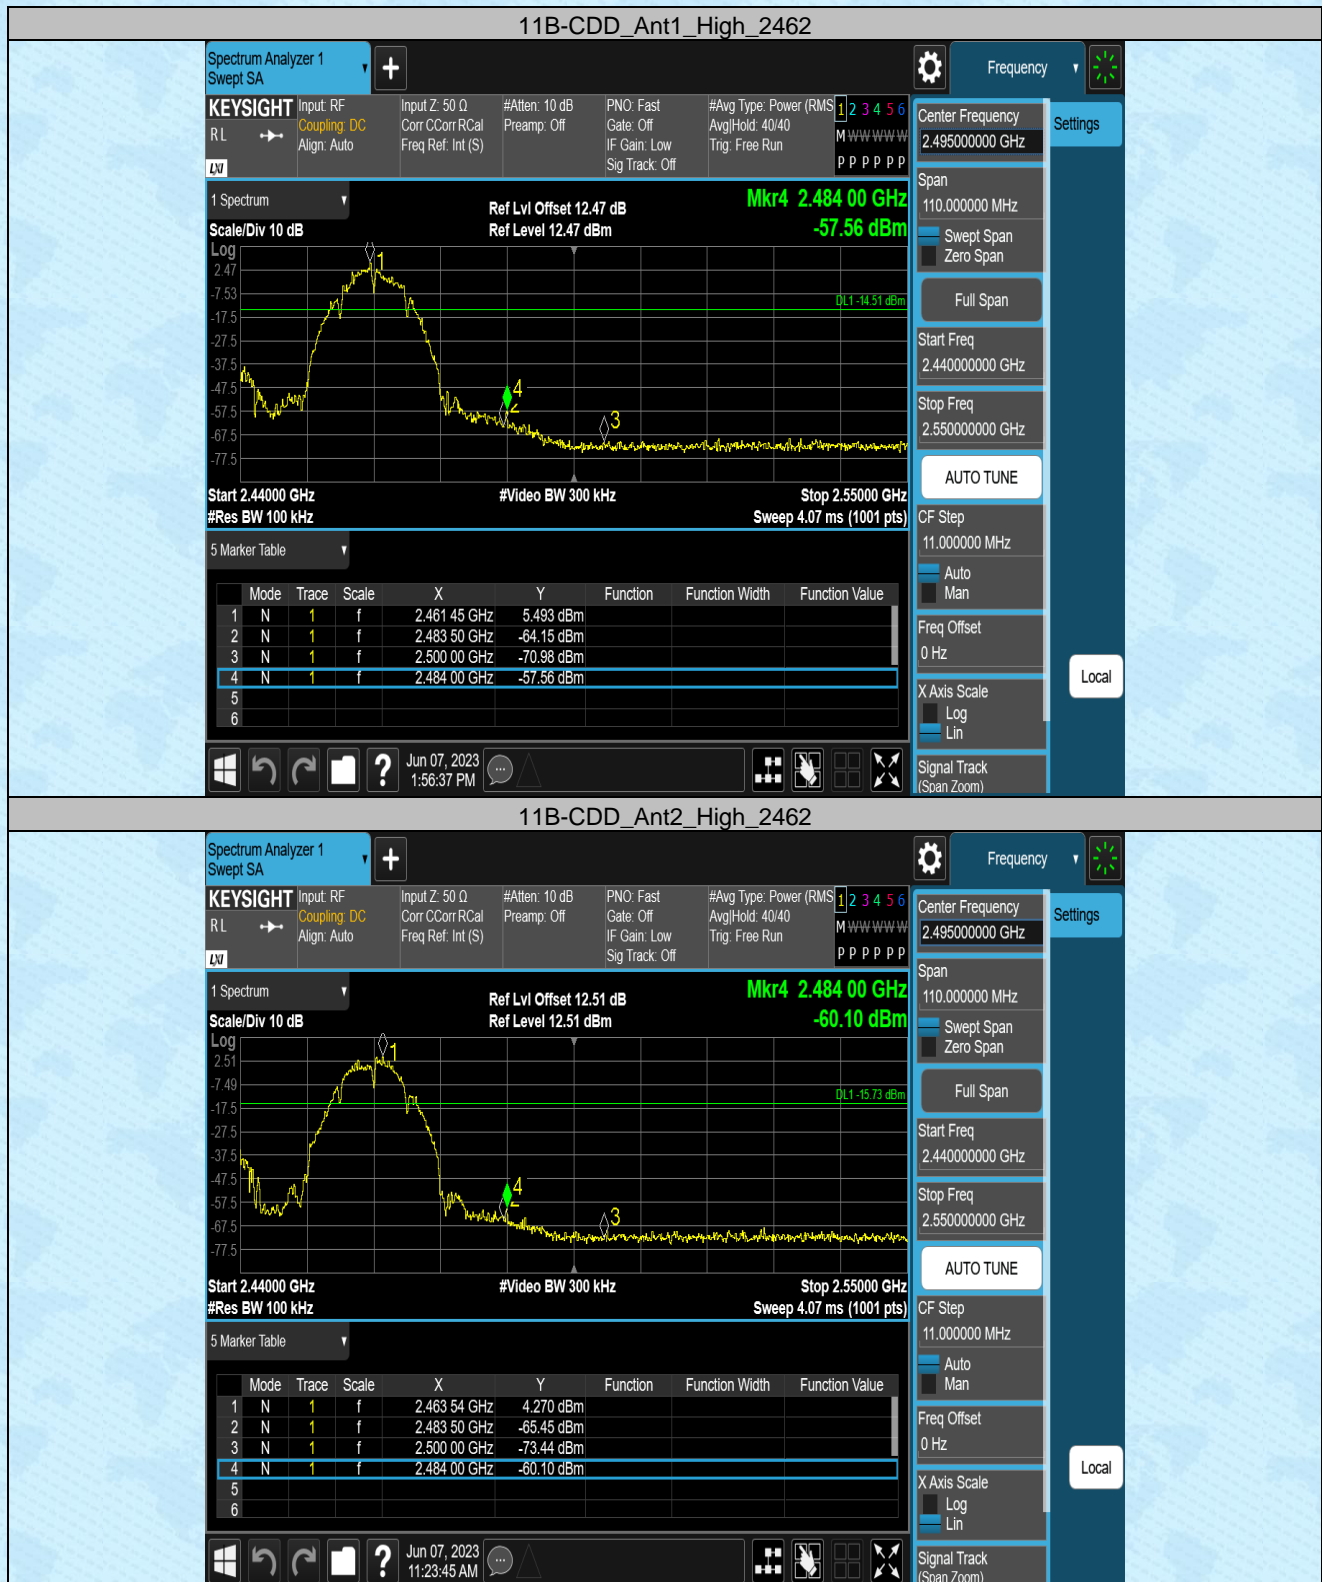 11B-CDD_Ant1_High_2462
Spectrum Analyzer 1
Swept SA
Frequency
KEYSIGHT
RL
LXI
Input: RF
Coupling: DC
Align: Auto
Input Z: 50 Ω
Corr CCorr RCal
Freq Ref: Int (S)
#Atten: 10 dB
Preamp: Off
PNO: Fast
Gate: Off
IF Gain: Low
Sig Track: Off
#Avg Type: Power (RMS
Avg|Hold: 40/40
Trig: Free Run
1 2 3 4 5 6
M W W W W W
P P P P P P
Center Frequency
2.495000000 GHz
Settings
Span
110.000000 MHz
Swept Span
Zero Span
Full Span
Start Freq
2.440000000 GHz
Stop Freq
2.550000000 GHz
AUTO TUNE
CF Step
11.000000 MHz
Auto
Man
Freq Offset
0 Hz
X Axis Scale
Log
Lin
Signal Track
(Span Zoom)
Local
1 Spectrum
Scale/Div 10 dB
Ref Lvl Offset 12.47 dB
Ref Level 12.47 dBm
Mkr4 2.484 00 GHz
-57.56 dBm
Log
2.47
-7.53
-17.5
-27.5
-37.5
-47.5
-57.5
-67.5
-77.5
DL1 -14.51 dBm
1
4
2
3
Start 2.44000 GHz
#Video BW 300 kHz
Stop 2.55000 GHz
#Res BW 100 kHz
Sweep 4.07 ms (1001 pts)
5 Marker Table
Mode Trace Scale X Y Function Function Width Function Value
1 N 1 f 2.461 45 GHz 5.493 dBm
2 N 1 f 2.483 50 GHz -64.15 dBm
3 N 1 f 2.500 00 GHz -70.98 dBm
4 N 1 f 2.484 00 GHz -57.56 dBm
5
6
?
Jun 07, 2023
1:56:37 PM
11B-CDD_Ant2_High_2462
Spectrum Analyzer 1
Swept SA
Frequency
KEYSIGHT
RL
LXI
Input: RF
Coupling: DC
Align: Auto
Input Z: 50 Ω
Corr CCorr RCal
Freq Ref: Int (S)
#Atten: 10 dB
Preamp: Off
PNO: Fast
Gate: Off
IF Gain: Low
Sig Track: Off
#Avg Type: Power (RMS
Avg|Hold: 40/40
Trig: Free Run
1 2 3 4 5 6
M W W W W W
P P P P P P
Center Frequency
2.495000000 GHz
Settings
Span
110.000000 MHz
Swept Span
Zero Span
Full Span
Start Freq
2.440000000 GHz
Stop Freq
2.550000000 GHz
AUTO TUNE
CF Step
11.000000 MHz
Auto
Man
Freq Offset
0 Hz
X Axis Scale
Log
Lin
Signal Track
(Span Zoom)
Local
1 Spectrum
Scale/Div 10 dB
Ref Lvl Offset 12.51 dB
Ref Level 12.51 dBm
Mkr4 2.484 00 GHz
-60.10 dBm
Log
2.51
-7.49
-17.5
-27.5
-37.5
-47.5
-57.5
-67.5
-77.5
DL1 -15.73 dBm
1
4
2
3
Start 2.44000 GHz
#Video BW 300 kHz
Stop 2.55000 GHz
#Res BW 100 kHz
Sweep 4.07 ms (1001 pts)
5 Marker Table
Mode Trace Scale X Y Function Function Width Function Value
1 N 1 f 2.463 54 GHz 4.270 dBm
2 N 1 f 2.483 50 GHz -65.45 dBm
3 N 1 f 2.500 00 GHz -73.44 dBm
4 N 1 f 2.484 00 GHz -60.10 dBm
5
6
?
Jun 07, 2023
11:23:45 AM